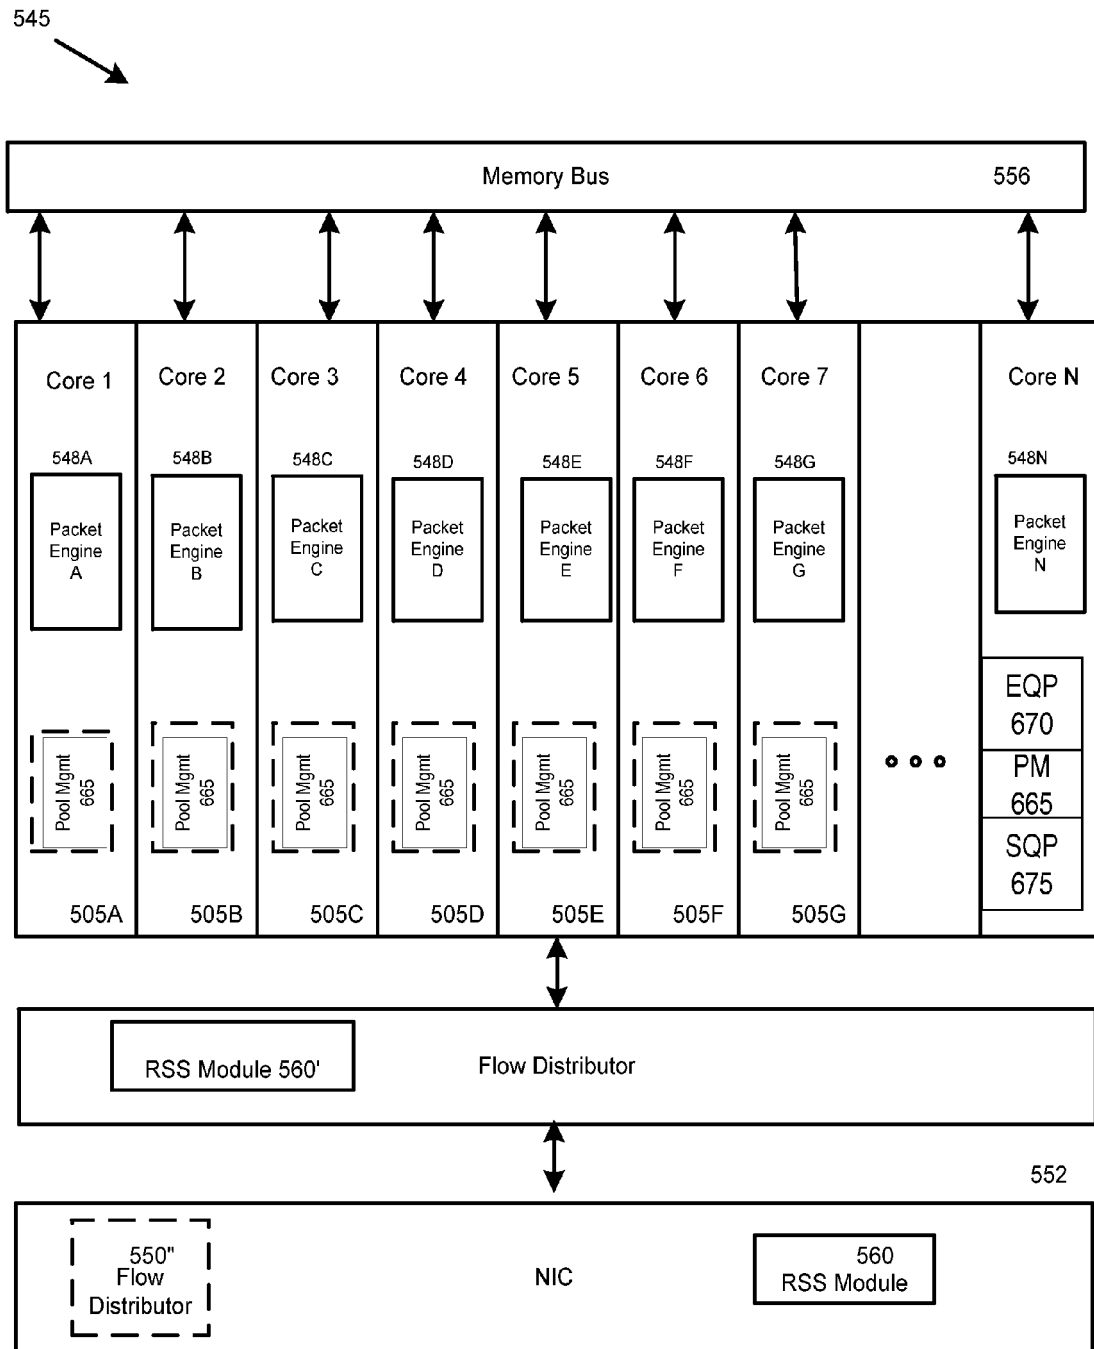 545
Memory Bus 556
Core 1 Core 2 Core 3 Core 4 Core 5 Core 6 Core 7 Core N
548A 548B 548C 548D 548E 548F 548G 548N
Packet
Engine
A
Packet
Engine
B
Packet
Engine
C
Packet
Engine
D
Packet
Engine
E
Packet
Engine
F
Packet
Engine
G
Packet
Engine
N
Pool Mgmt
665
Pool Mgmt
665
Pool Mgmt
665
Pool Mgmt
665
Pool Mgmt
665
Pool Mgmt
665
Pool Mgmt
665
EQP
670
PM
665
SQP
675
505A 505B 505C 505D 505E 505F 505G
RSS Module 560' Flow Distributor
552
550"
Flow
Distributor
NIC
560
RSS Module